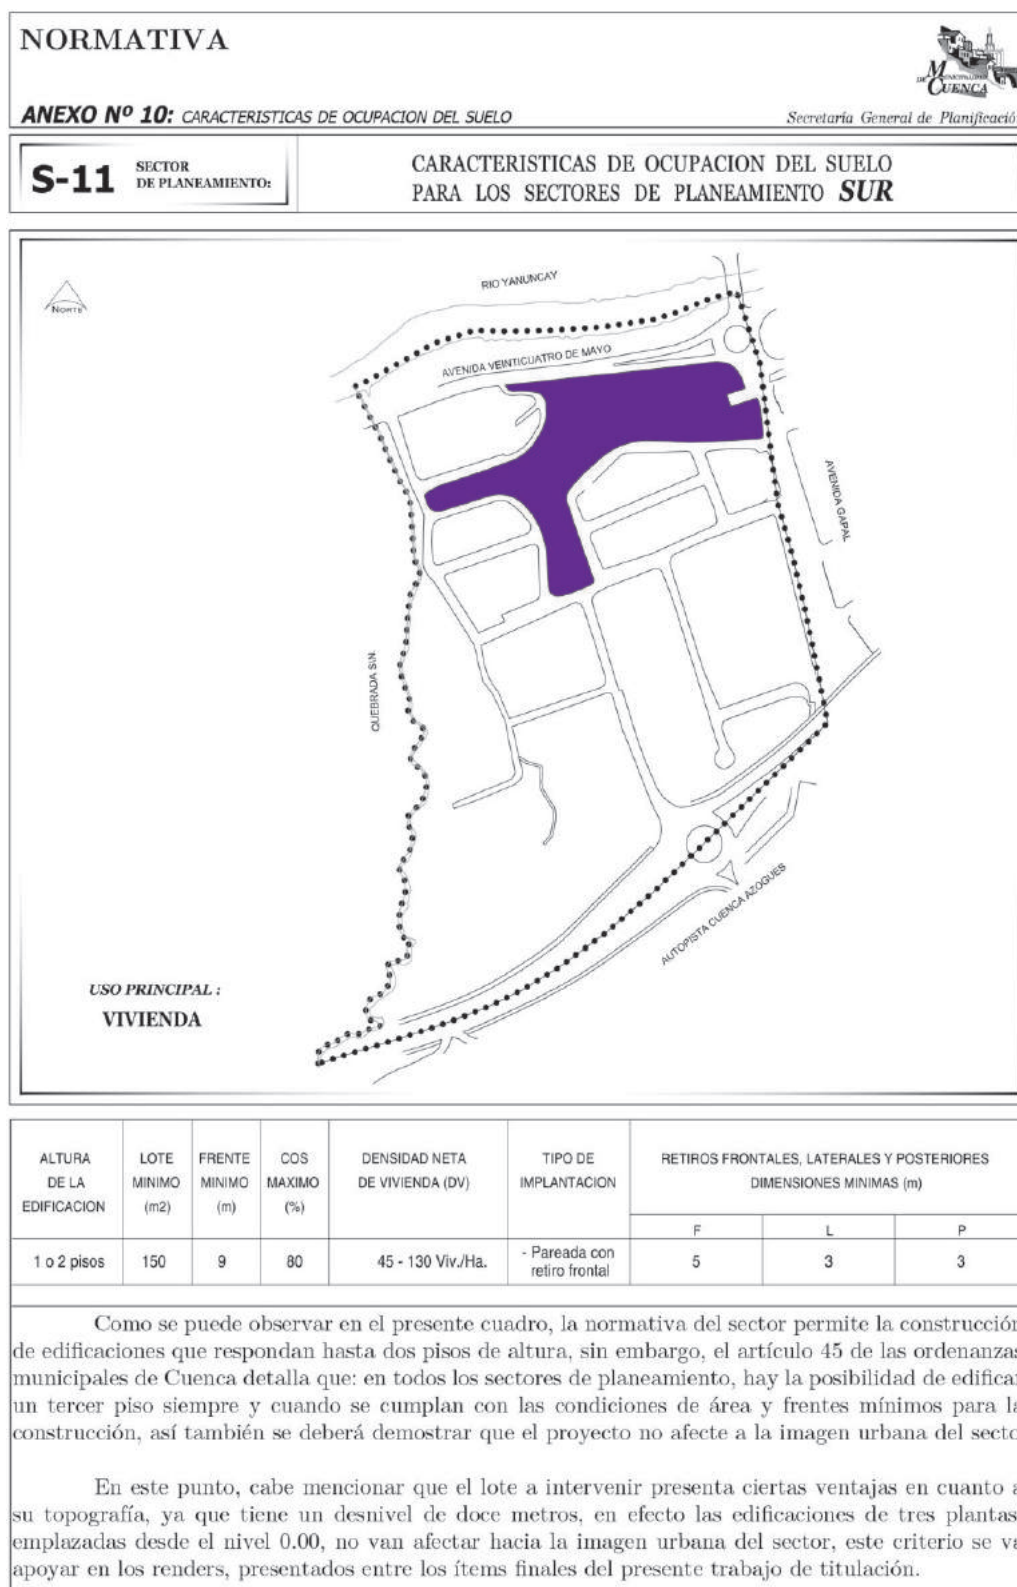 NORMATIVA
MUNICIPALIDAD
DE CUENCA
ANEXO Nº 10: CARACTERISTICAS DE OCUPACION DEL SUELO
Secretaría General de Planificació
S-11 SECTOR
DE PLANEAMIENTO:
CARACTERISTICAS DE OCUPACION DEL SUELO
PARA LOS SECTORES DE PLANEAMIENTO SUR
NORTE
RIO YANUNCAY
AVENIDA VEINTICUATRO DE MAYO
AVENIDA GAPAL
QUEBRADA S\N.
AUTOPISTA CUENCA AZOGUES
USO PRINCIPAL :
VIVIENDA
ALTURA
DE LA
EDIFICACION
LOTE
MINIMO
(m2)
FRENTE
MINIMO
(m)
COS
MAXIMO
(%)
DENSIDAD NETA
DE VIVIENDA (DV)
TIPO DE
IMPLANTACION
RETIROS FRONTALES, LATERALES Y POSTERIORES
DIMENSIONES MINIMAS (m)
F L P
1 o 2 pisos 150 9 80 45 - 130 Viv./Ha. - Pareada con
retiro frontal
5 3 3
Como se puede observar en el presente cuadro, la normativa del sector permite la construcción
de edificaciones que respondan hasta dos pisos de altura, sin embargo, el artículo 45 de las ordenanzas
municipales de Cuenca detalla que: en todos los sectores de planeamiento, hay la posibilidad de edificar
un tercer piso siempre y cuando se cumplan con las condiciones de área y frentes mínimos para la
construcción, así también se deberá demostrar que el proyecto no afecte a la imagen urbana del secto
En este punto, cabe mencionar que el lote a intervenir presenta ciertas ventajas en cuanto a
su topografía, ya que tiene un desnivel de doce metros, en efecto las edificaciones de tres plantas
emplazadas desde el nivel 0.00, no van afectar hacia la imagen urbana del sector, este criterio se va
apoyar en los renders, presentados entre los ítems finales del presente trabajo de titulación.